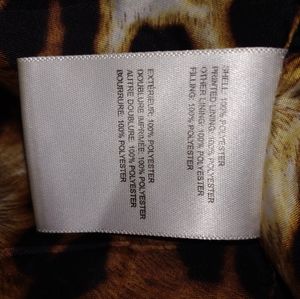 SHELL: 100% POLYESTER
PRINTED LINING: 100% POLYESTER
OTHER LINING: 100% POLYESTER
FILLING: 100% POLYESTER
EXTÉRIEUR: 100% POLYESTER
DOUBLURE IMPRIMÉE:
100% POLYESTER
AUTRE DOUBLURE: 100% POLYESTER
BOURRURE: 100% POLYESTER